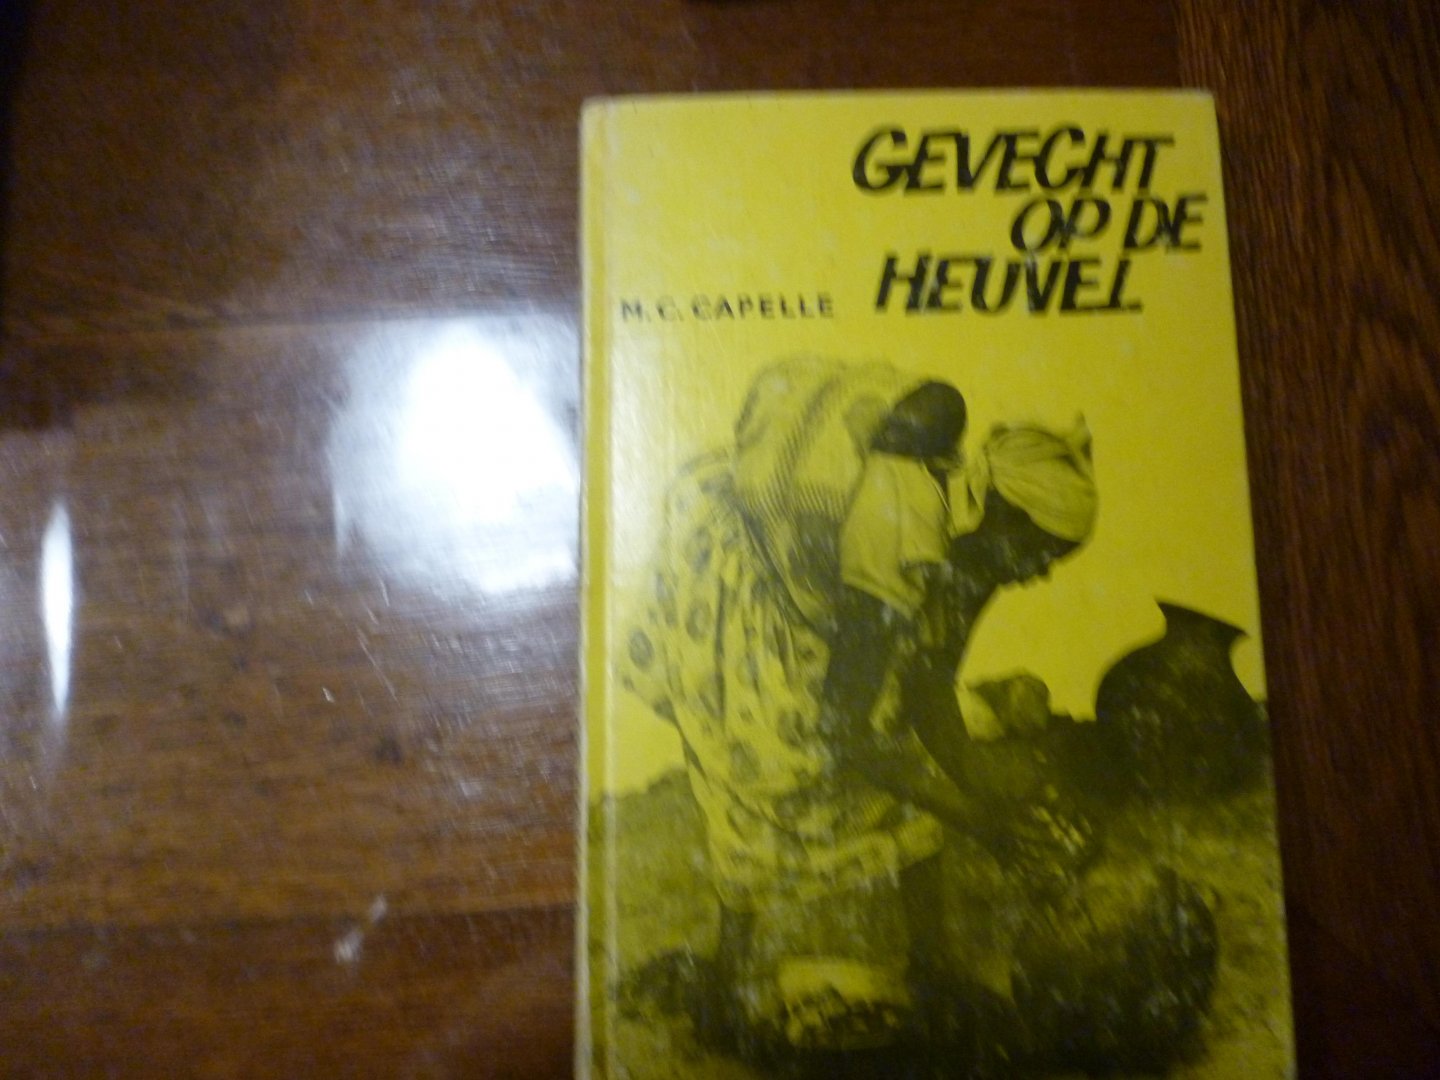 GEVECHT
OP DE
HEUVEL
M. C. CAPELLE